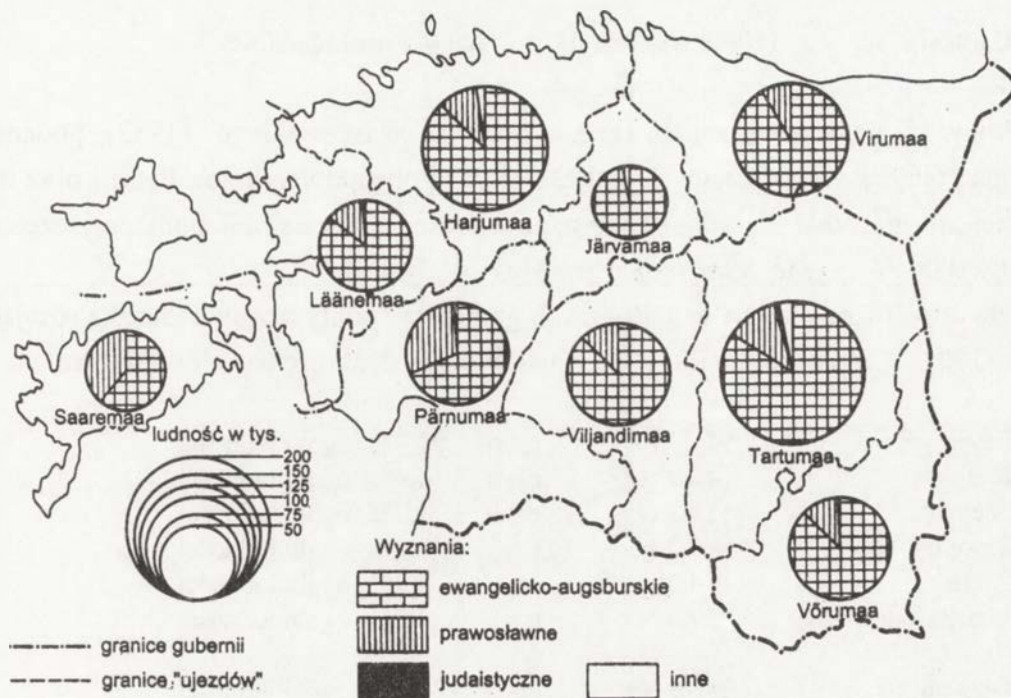 Harjumaa
Virumaa
Järvamaa
Läänemaa
Saaremaa
Pärnumaa
Viljandimaa
Tartumaa
Võrumaa
ludność w tys.
200
150
125
100
75
50
Wyznania:
ewangelicko-augsburskie
prawosławne
judaistyczne
inne
granice gubernii
granice "ujezdów"